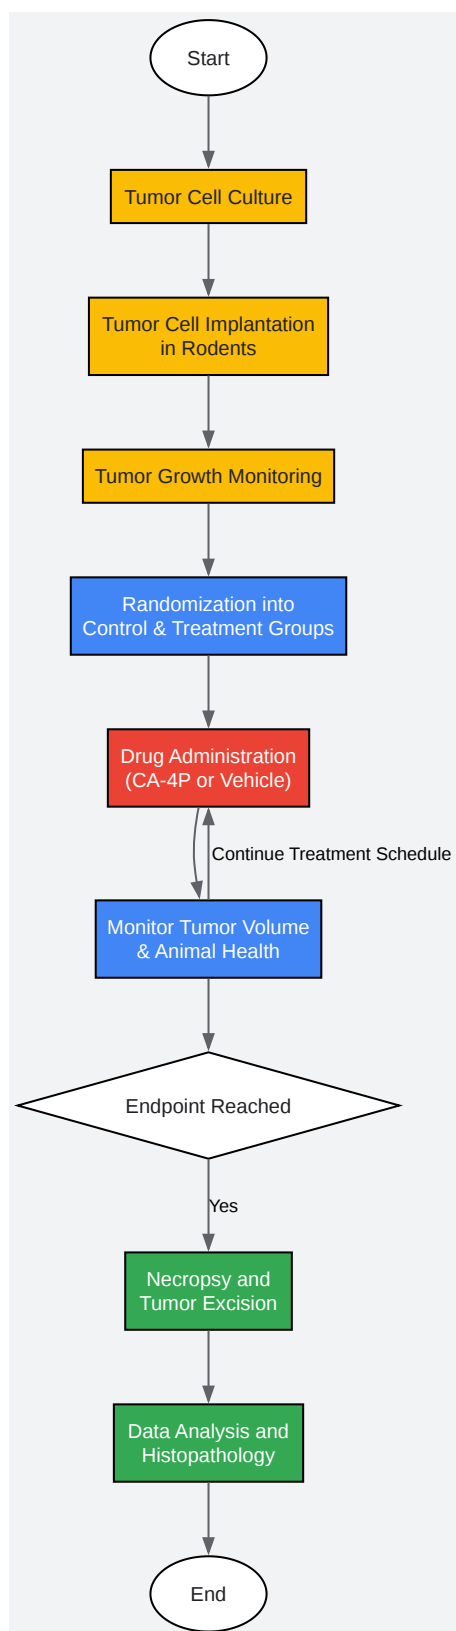 Start
Tumor Cell Culture
Tumor Cell Implantation
in Rodents
Tumor Growth Monitoring
Randomization into
Control & Treatment Groups
Drug Administration
(CA-4P or Vehicle)
Continue Treatment Schedule
Monitor Tumor Volume
& Animal Health
Endpoint Reached
Yes
Necropsy and
Tumor Excision
Data Analysis and
Histopathology
End